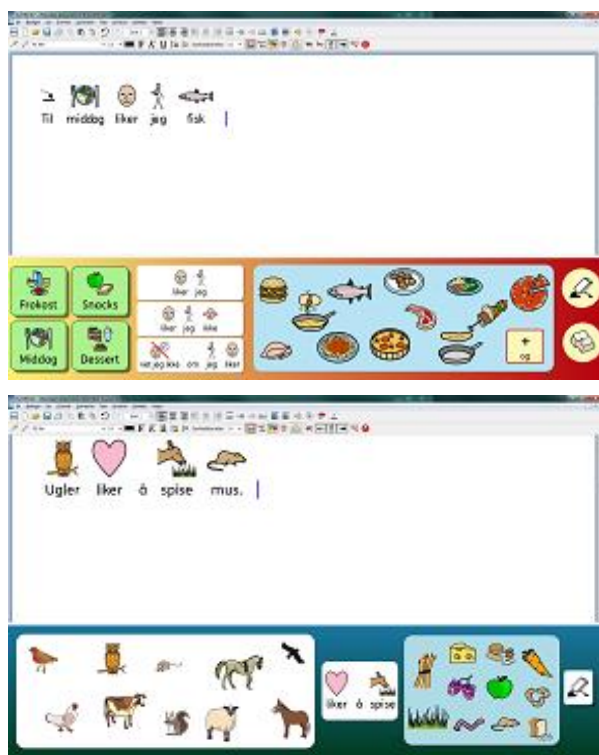 Til middag liker jeg fisk
Frokost
Snacks
Middag
Dessert
liker jeg
liker jeg ikke
vet jeg ikke om jeg liker
+
og
Ugler liker å spise mus.
liker å spise